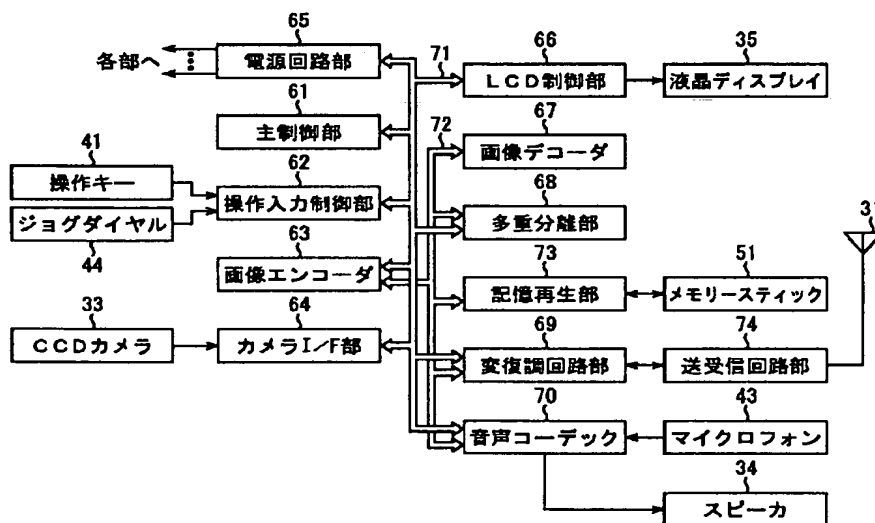 65
各部へ
電源回路部
71
66
LCD制御部
35
液晶ディスプレイ
61
主制御部
72
67
画像デコーダ
41
操作キー
62
操作入力制御部
68
多重分離部
ジョグダイヤル
44
63
画像エンコーダ
73
記憶再生部
51
メモリースティック
33
CCDカメラ
64
カメラI/F部
69
変復調回路部
74
送受信回路部
70
音声コーデック
43
マイクロフォン
34
スピーカ